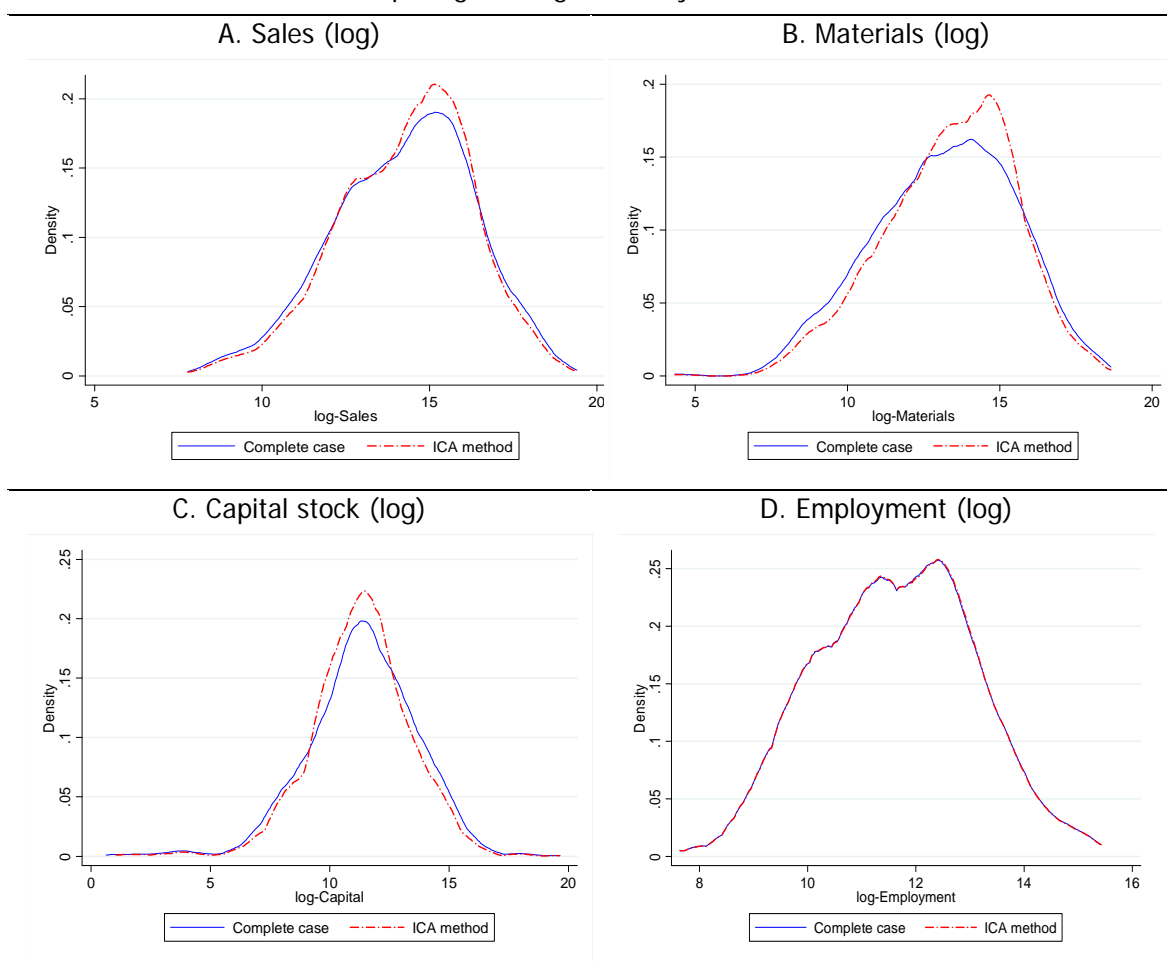 A. Sales (log)
B. Materials (log)
Density
0
.05
.1
.15
.2
5
10
15
20
log-Sales
Complete case
ICA method
Density
0
.05
.1
.15
.2
5
10
15
20
log-Materials
Complete case
ICA method
C. Capital stock (log)
D. Employment (log)
Density
0
.05
.1
.15
.2
.25
0
5
10
15
20
log-Capital
Complete case
ICA method
Density
0
.05
.1
.15
.2
.25
8
10
12
14
16
log-Employment
Complete case
ICA method